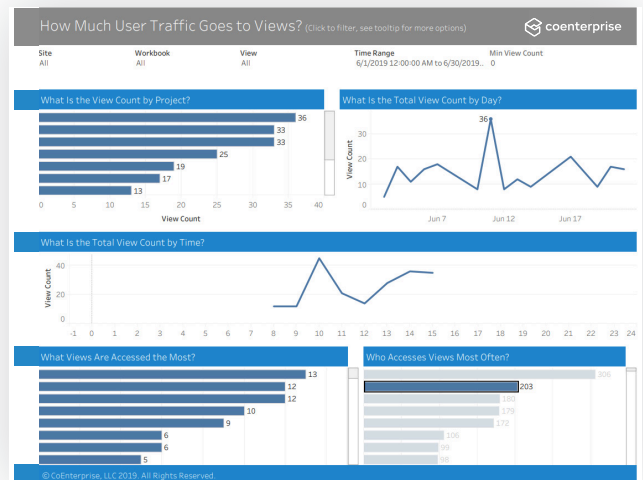 How Much User Traffic Goes to Views? (Click to filter, see tooltip for more options)
coenterprise
Site Workbook View Time Range Min View Count
All All All 6/1/2019 12:00:00 AM to 6/30/2019.. 0
What Is the View Count by Project?
36
33
33
25
19
17
13
0 5 10 15 20 25 30 35 40
View Count
What Is the Total View Count by Day?
View Count
30
20
10
0
36
Jun 7 Jun 12 Jun 17
What Is the Total View Count by Time?
View Count
40
20
0
-1 0 1 2 3 4 5 6 7 8 9 10 11 12 13 14 15 16 17 18 19 20 21 22 23 24
What Views Are Accessed the Most?
13
12
12
10
9
6
6
5
Who Accesses Views Most Often?
306
203
180
179
172
106
98
98
© CoEnterprise, LLC 2019. All Rights Reserved.